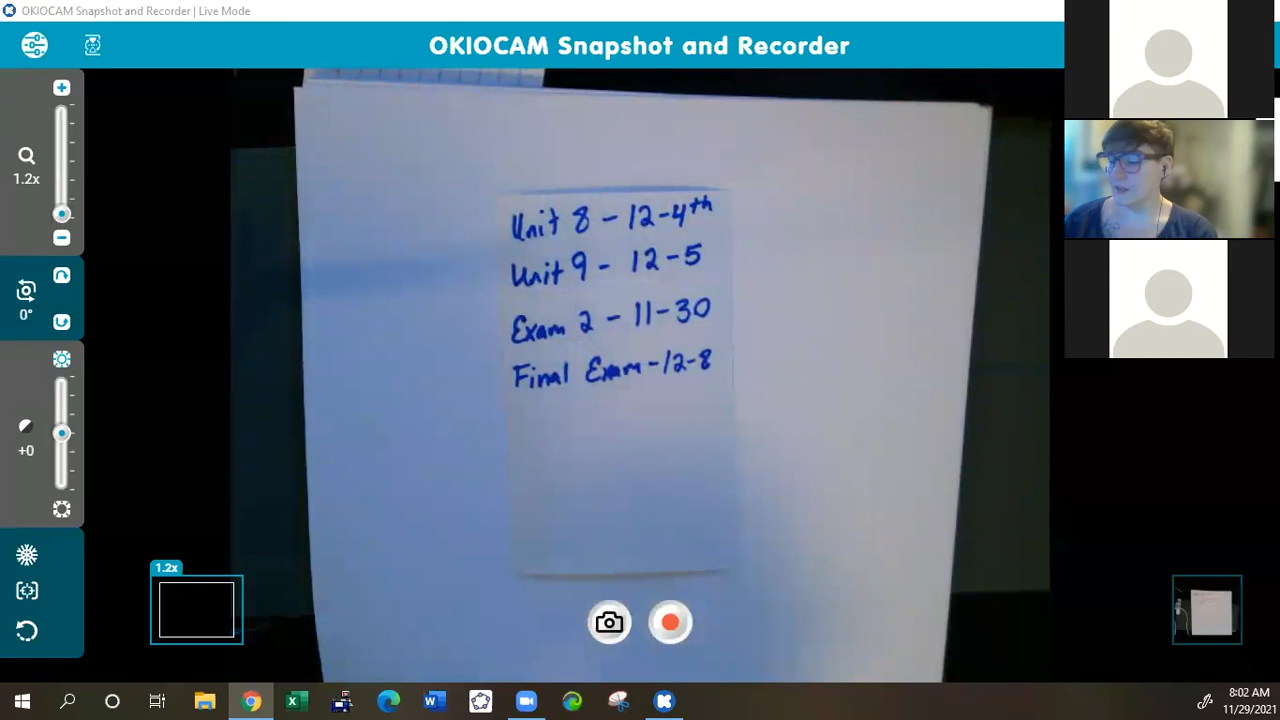 OKIOCAM Snapshot and Recorder | Live Mode
OKIOCAM Snapshot and Recorder
1.2x
0°
+0
Unit 8 - 12-4th
Unit 9 - 12-5
Exam 2 - 11-30
Final Exam - 12-8
1.2x
8:02 AM
11/29/2021